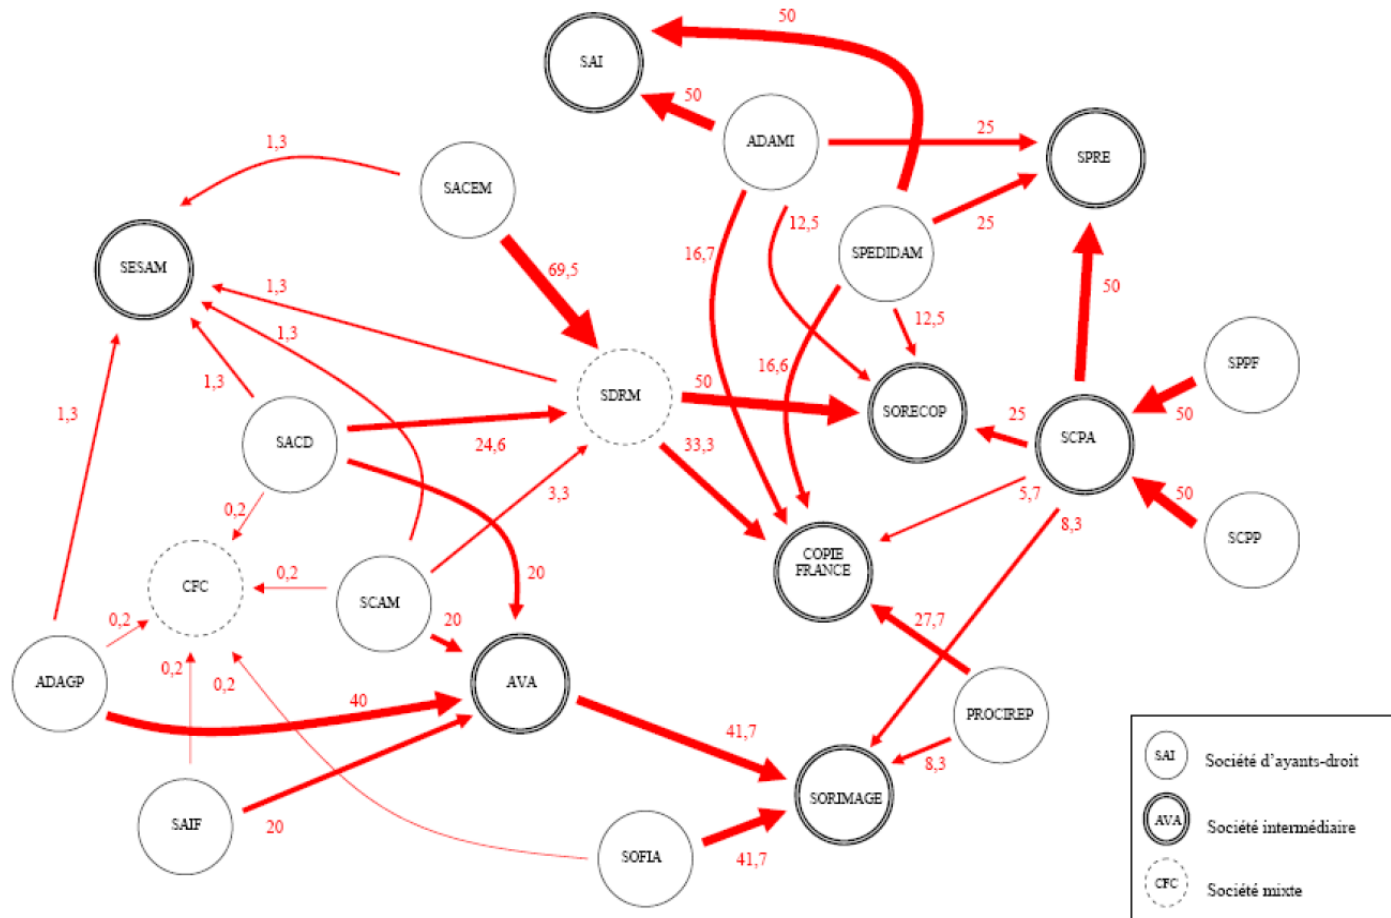 50
SAI
50
ADAMI
25
SPRE
1,3
SACEM
12,5
25
SPEDIDAM
16,7
SESAM
69,5
1,3
50
12,5
1,3
SPPF
16,6
1,3
SDRM
50
SORECOP
25
50
1,3
SACD
24,6
33,3
SCPA
3,3
5,7
50
0,2
8,3
SCPP
COPIE
FRANCE
CFC
0,2
SCAM
20
0,2
20
27,7
0,2
0,2
ADAGP
40
AVA
PROCIREP
41,7
8,3
SORIMAGE
SAIF
20
SOFIA
41,7
SAI
Société d'ayants-droit
AVA
Société intermédiaire
CFC
Société mixte